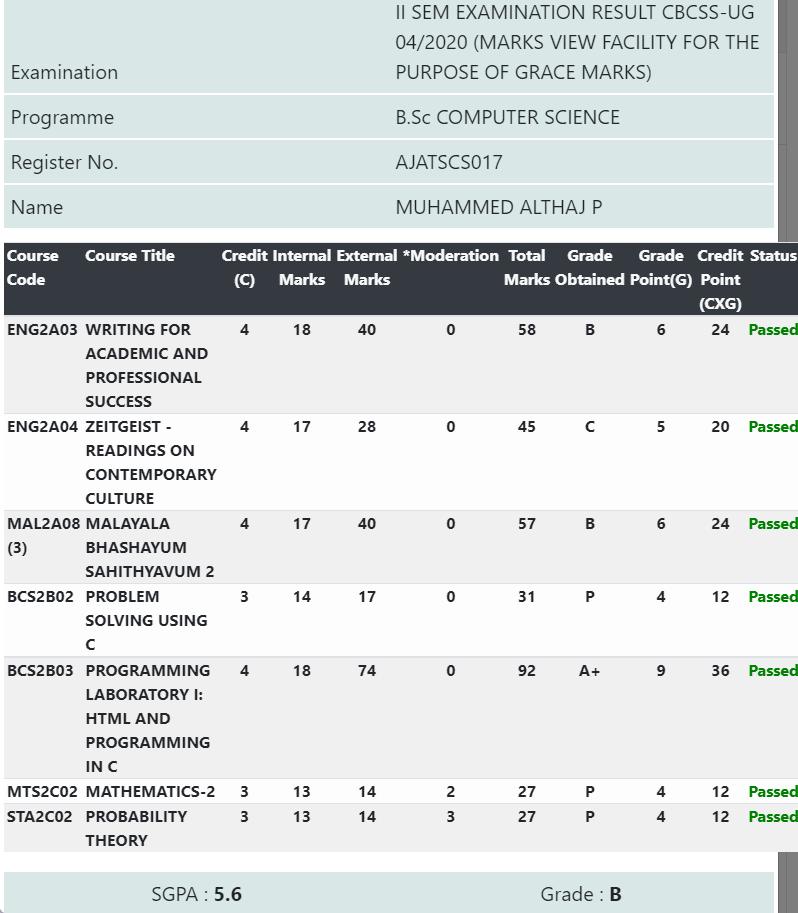 II SEM EXAMINATION RESULT CBCSS-UG
04/2020 (MARKS VIEW FACILITY FOR THE
Examination PURPOSE OF GRACE MARKS)
Programme B.Sc COMPUTER SCIENCE
Register No. AJATSCS017
Name MUHAMMED ALTHAJ P
Course Course Title Credit Internal External *Moderation Total Grade Grade Credit Status
Code (C) Marks Marks Marks Obtained Point(G) Point
(CXG)
ENG2A03 WRITING FOR 4 18 40 0 58 B 6 24 Passed
ACADEMIC AND
PROFESSIONAL
SUCCESS
ENG2A04 ZEITGEIST - 4 17 28 0 45 C 5 20 Passed
READINGS ON
CONTEMPORARY
CULTURE
MAL2A08 MALAYALA 4 17 40 0 57 B 6 24 Passed
(3) BHASHAYUM
SAHITHYAVUM 2
BCS2B02 PROBLEM 3 14 17 0 31 P 4 12 Passed
SOLVING USING
C
BCS2B03 PROGRAMMING 4 18 74 0 92 A+ 9 36 Passed
LABORATORY I:
HTML AND
PROGRAMMING
IN C
MTS2C02 MATHEMATICS-2 3 13 14 2 27 P 4 12 Passed
STA2C02 PROBABILITY 3 13 14 3 27 P 4 12 Passed
THEORY
SGPA : 5.6 Grade : B